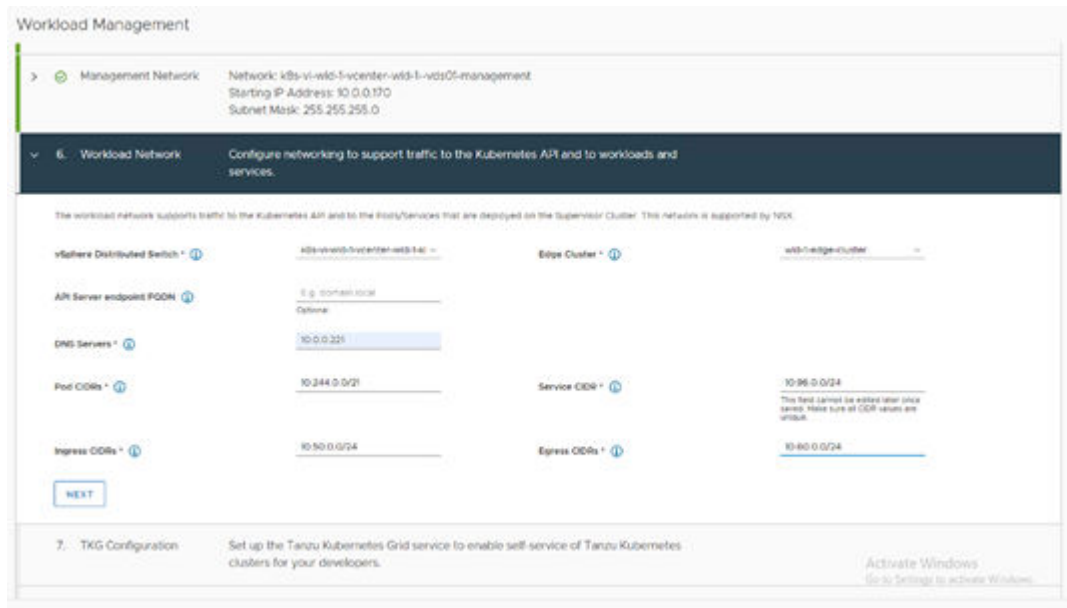 Workload Management
Management Network
Network: k8s-vi-wld-1-vcenter-wld-1--vds01-management
Starting IP Address: 10.0.0.170
Subnet Mask: 255.255.255.0
6. Workload Network
Configure networking to support traffic to the Kubernetes API and to workloads and
services.
The workload network supports traffic to the Kubernetes API and to the Pods/Services that are deployed on the Supervisor Cluster. This network is supported by NSX.
vSphere Distributed Switch *
Edge Cluster * wld-1-edge-cluster
API Server endpoint FQDN E.g. domain.local
Optional
DNS Servers * 10.0.0.221
Pod CIDRs * 10.244.0.0/21
Service CIDR * 10.96.0.0/24
This field cannot be edited later once
saved. Make sure all CIDR values are
unique.
Ingress CIDRs * 10.50.0.0/24
Egress CIDRs * 10.60.0.0/24
NEXT
7. TKG Configuration
Set up the Tanzu Kubernetes Grid service to enable self-service of Tanzu Kubernetes
clusters for your developers.
Activate Windows
Go to Settings to activate Windows.